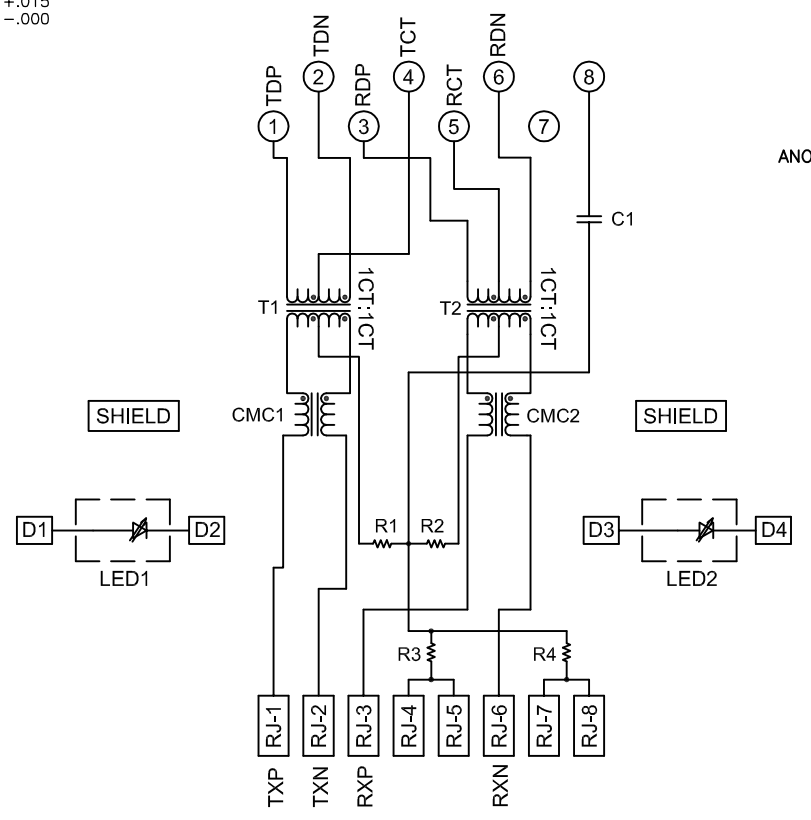 -.000
TDP
TDN
RDP
TCT
RCT
RDN
1
2
3
4
5
6
7
8
ANO
C1
T1
1CT:1CT
T2
1CT:1CT
SHIELD
CMC1
CMC2
SHIELD
D1
D2
LED1
R1
R2
D3
D4
LED2
R3
R4
RJ-1
RJ-2
RJ-3
RJ-4
RJ-5
RJ-6
RJ-7
RJ-8
TXP
TXN
RXP
RXN